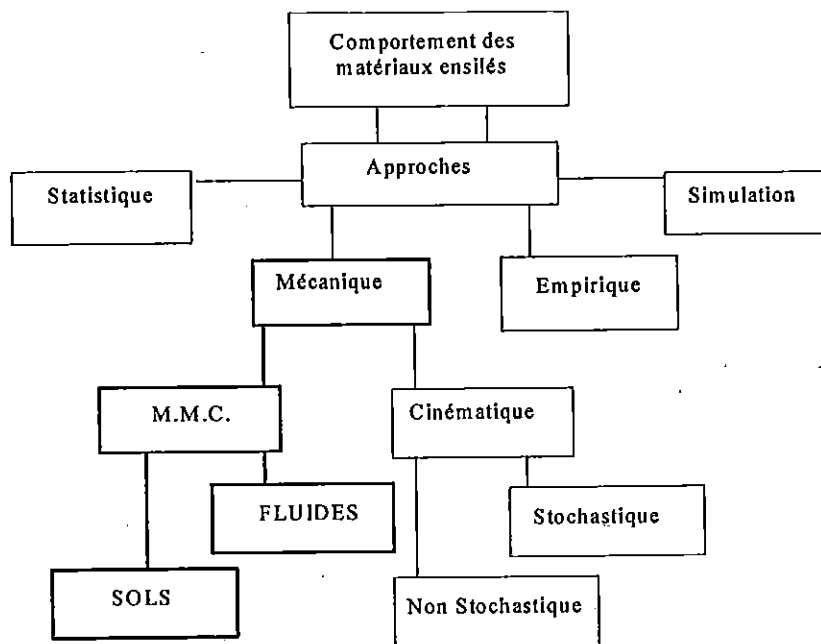 Comportement des
matériaux ensilés
Approches
Statistique
Simulation
Mécanique
Empirique
M.M.C.
Cinématique
FLUIDES
Stochastique
SOLS
Non Stochastique